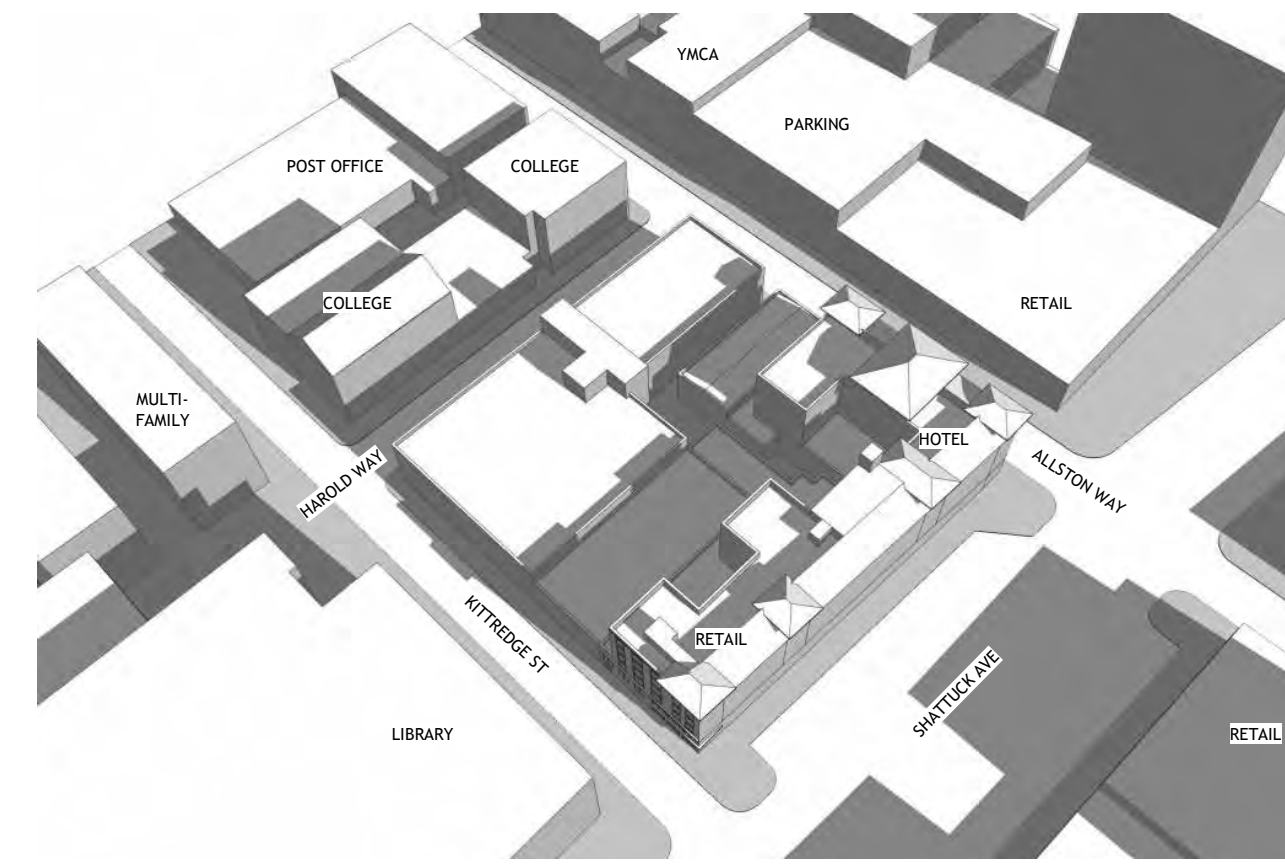 YMCA
PARKING
POST OFFICE
COLLEGE
RETAIL
COLLEGE
MULTI-
FAMILY
HOTEL
HAROLD WAY
ALLSTON WAY
KITTREDGE ST
RETAIL
SHATTUCK AVE
LIBRARY
RETAIL